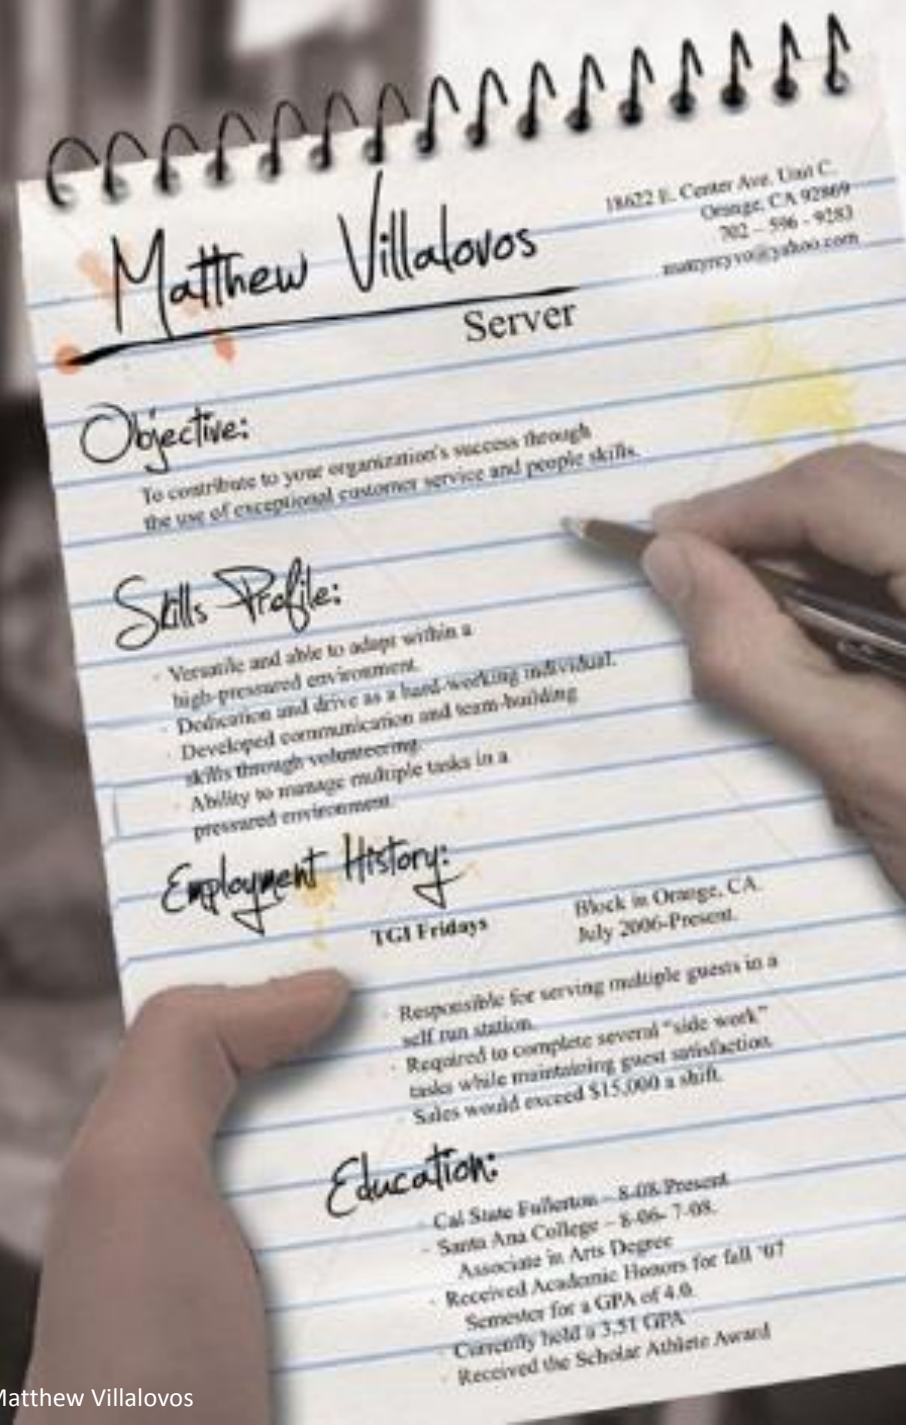 Matthew Villalovos
Server
18622 E. Center Ave. Unit C.
Orange, CA 92869
702 – 596 - 9283
Objective:
To contribute to your organization's success through
the use of exceptional customer service and people skills.
Skills Profile:
- Versatile and able to adapt within a
high-pressured environment.
- Dedication and drive as a hard-working individual.
- Developed communication and team-building
skills through volunteering.
- Ability to manage multiple tasks in a
pressured environment.
Employment History:
TGI Fridays
Block in Orange, CA.
July 2006-Present.
- Responsible for serving multiple guests in a
self run station.
- Required to complete several "side work"
tasks while maintaining guest satisfaction.
- Sales would exceed $15,000 a shift.
Education:
- Cal State Fullerton – 8-08/Present
- Santa Ana College – 8-06- 7-08.
Associate in Arts Degree
- Received Academic Honors for fall '07
Semester for a GPA of 4.0.
- Currently hold a 3.51 GPA
- Received the Scholar Athlete Award
Matthew Villalovos